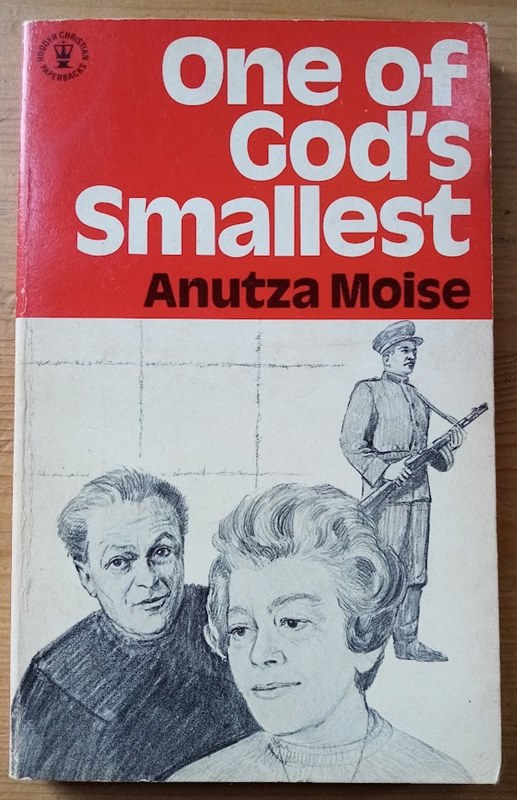 HODDER CHRISTIAN
PAPERBACKS
One of
God's
Smallest
Anutza Moise